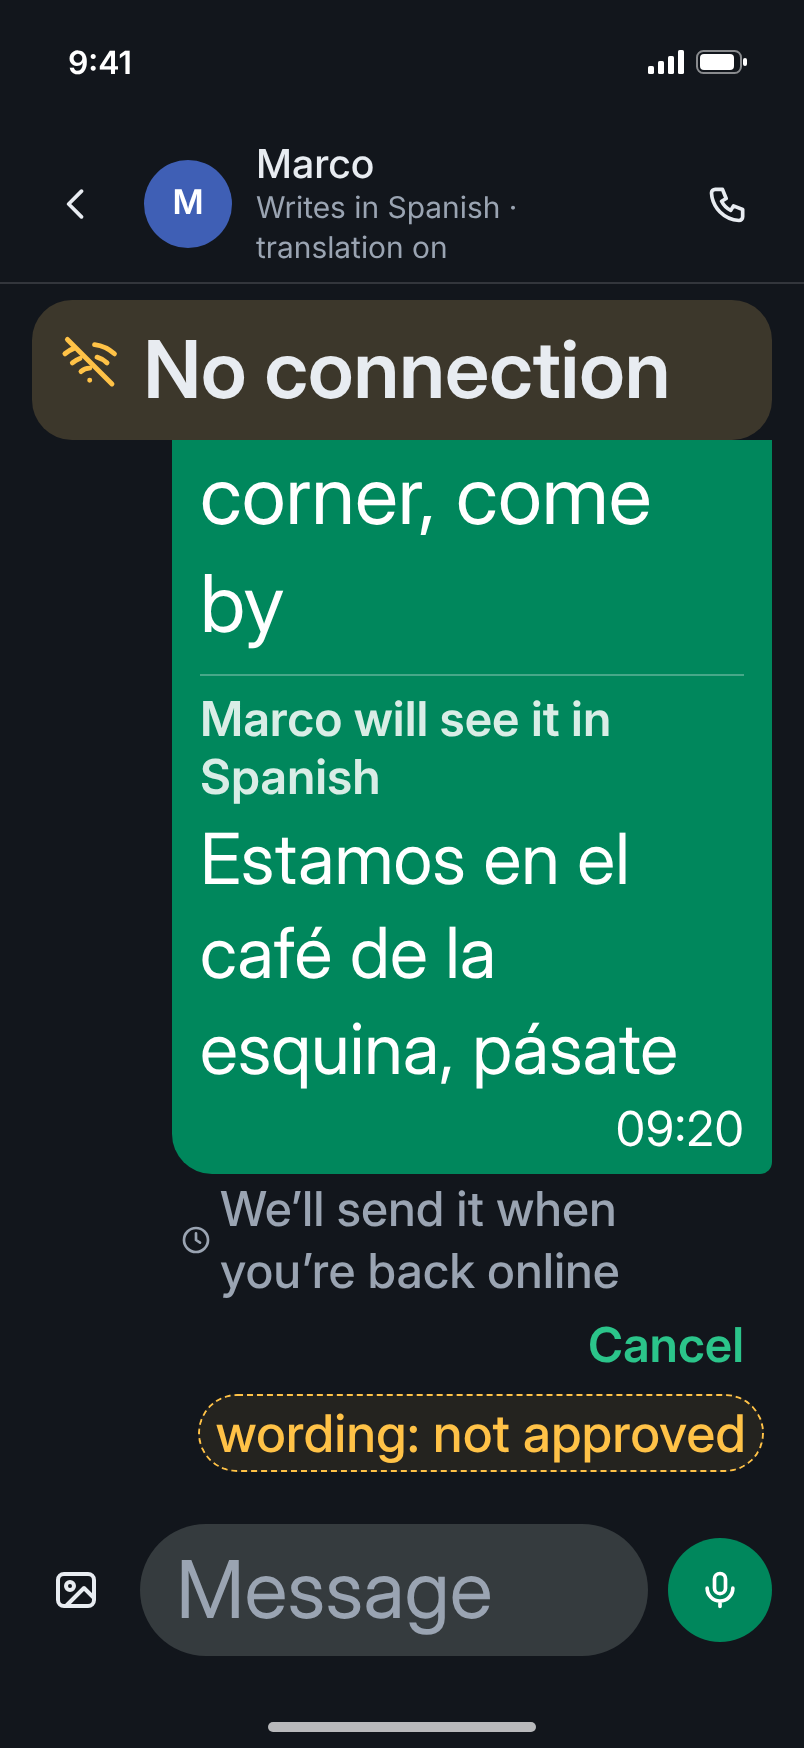 9:41
M
Marco
Writes in Spanish ·
translation on
No connection
corner, come
by
Marco will see it in
Spanish
Estamos en el
café de la
esquina, pásate
09:20
We’ll send it when
you’re back online
Cancel
wording: not approved
Message